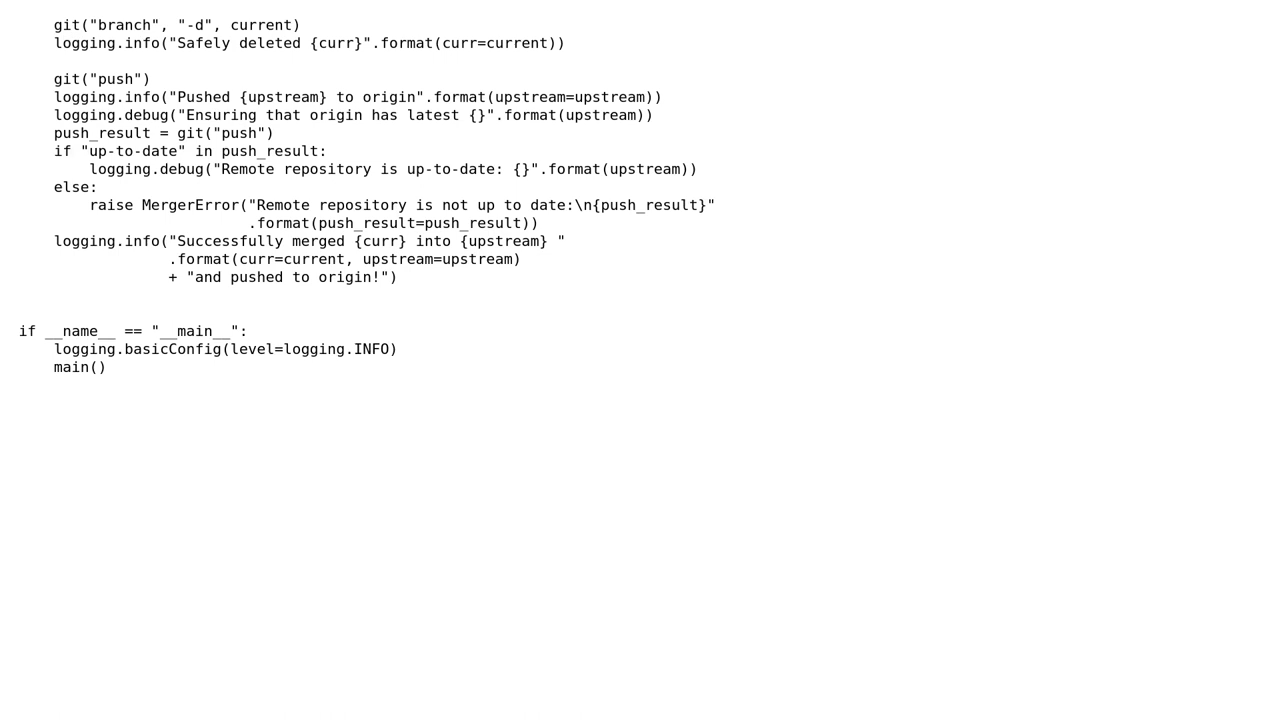 git("branch", "-d", current)
    logging.info("Safely deleted {curr}".format(curr=current))

    git("push")
    logging.info("Pushed {upstream} to origin".format(upstream=upstream))
    logging.debug("Ensuring that origin has latest {}".format(upstream))
    push_result = git("push")
    if "up-to-date" in push_result:
        logging.debug("Remote repository is up-to-date: {}".format(upstream))
    else:
        raise MergerError("Remote repository is not up to date:\n{push_result}"
                          .format(push_result=push_result))
    logging.info("Successfully merged {curr} into {upstream} "
                 .format(curr=current, upstream=upstream)
                 + "and pushed to origin!")


if __name__ == "__main__":
    logging.basicConfig(level=logging.INFO)
    main()